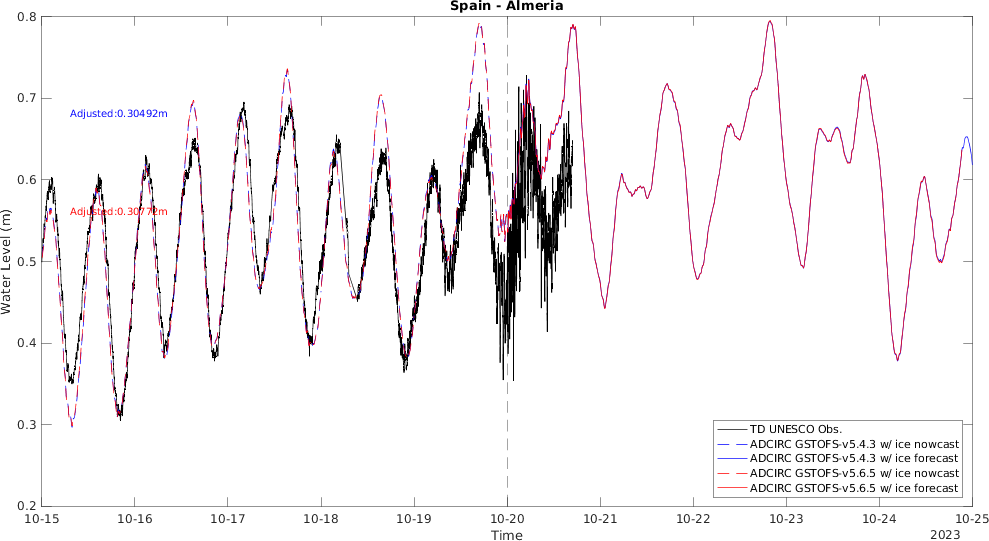 Spain - Almeria
0.8
0.7
0.6
0.5
0.4
0.3
0.2
Water Level (m)
Adjusted:0.30492m
Adjusted:0.30772m
TD UNESCO Obs.
ADCIRC GSTOFS-v5.4.3 w/ ice nowcast
ADCIRC GSTOFS-v5.4.3 w/ ice forecast
ADCIRC GSTOFS-v5.6.5 w/ ice nowcast
ADCIRC GSTOFS-v5.6.5 w/ ice forecast
10-15 10-16 10-17 10-18 10-19 10-20 10-21 10-22 10-23 10-24 10-25
Time
2023